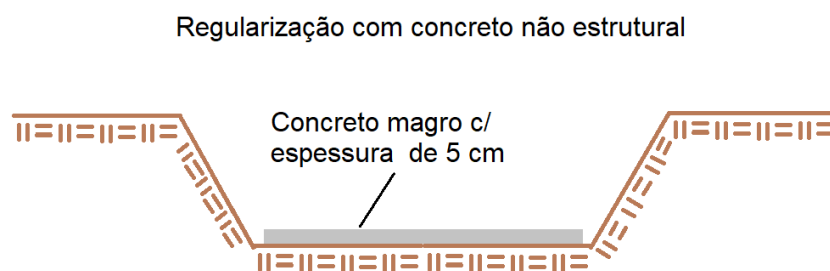 Regularização com concreto não estrutural
Concreto magro c/
espessura de 5 cm